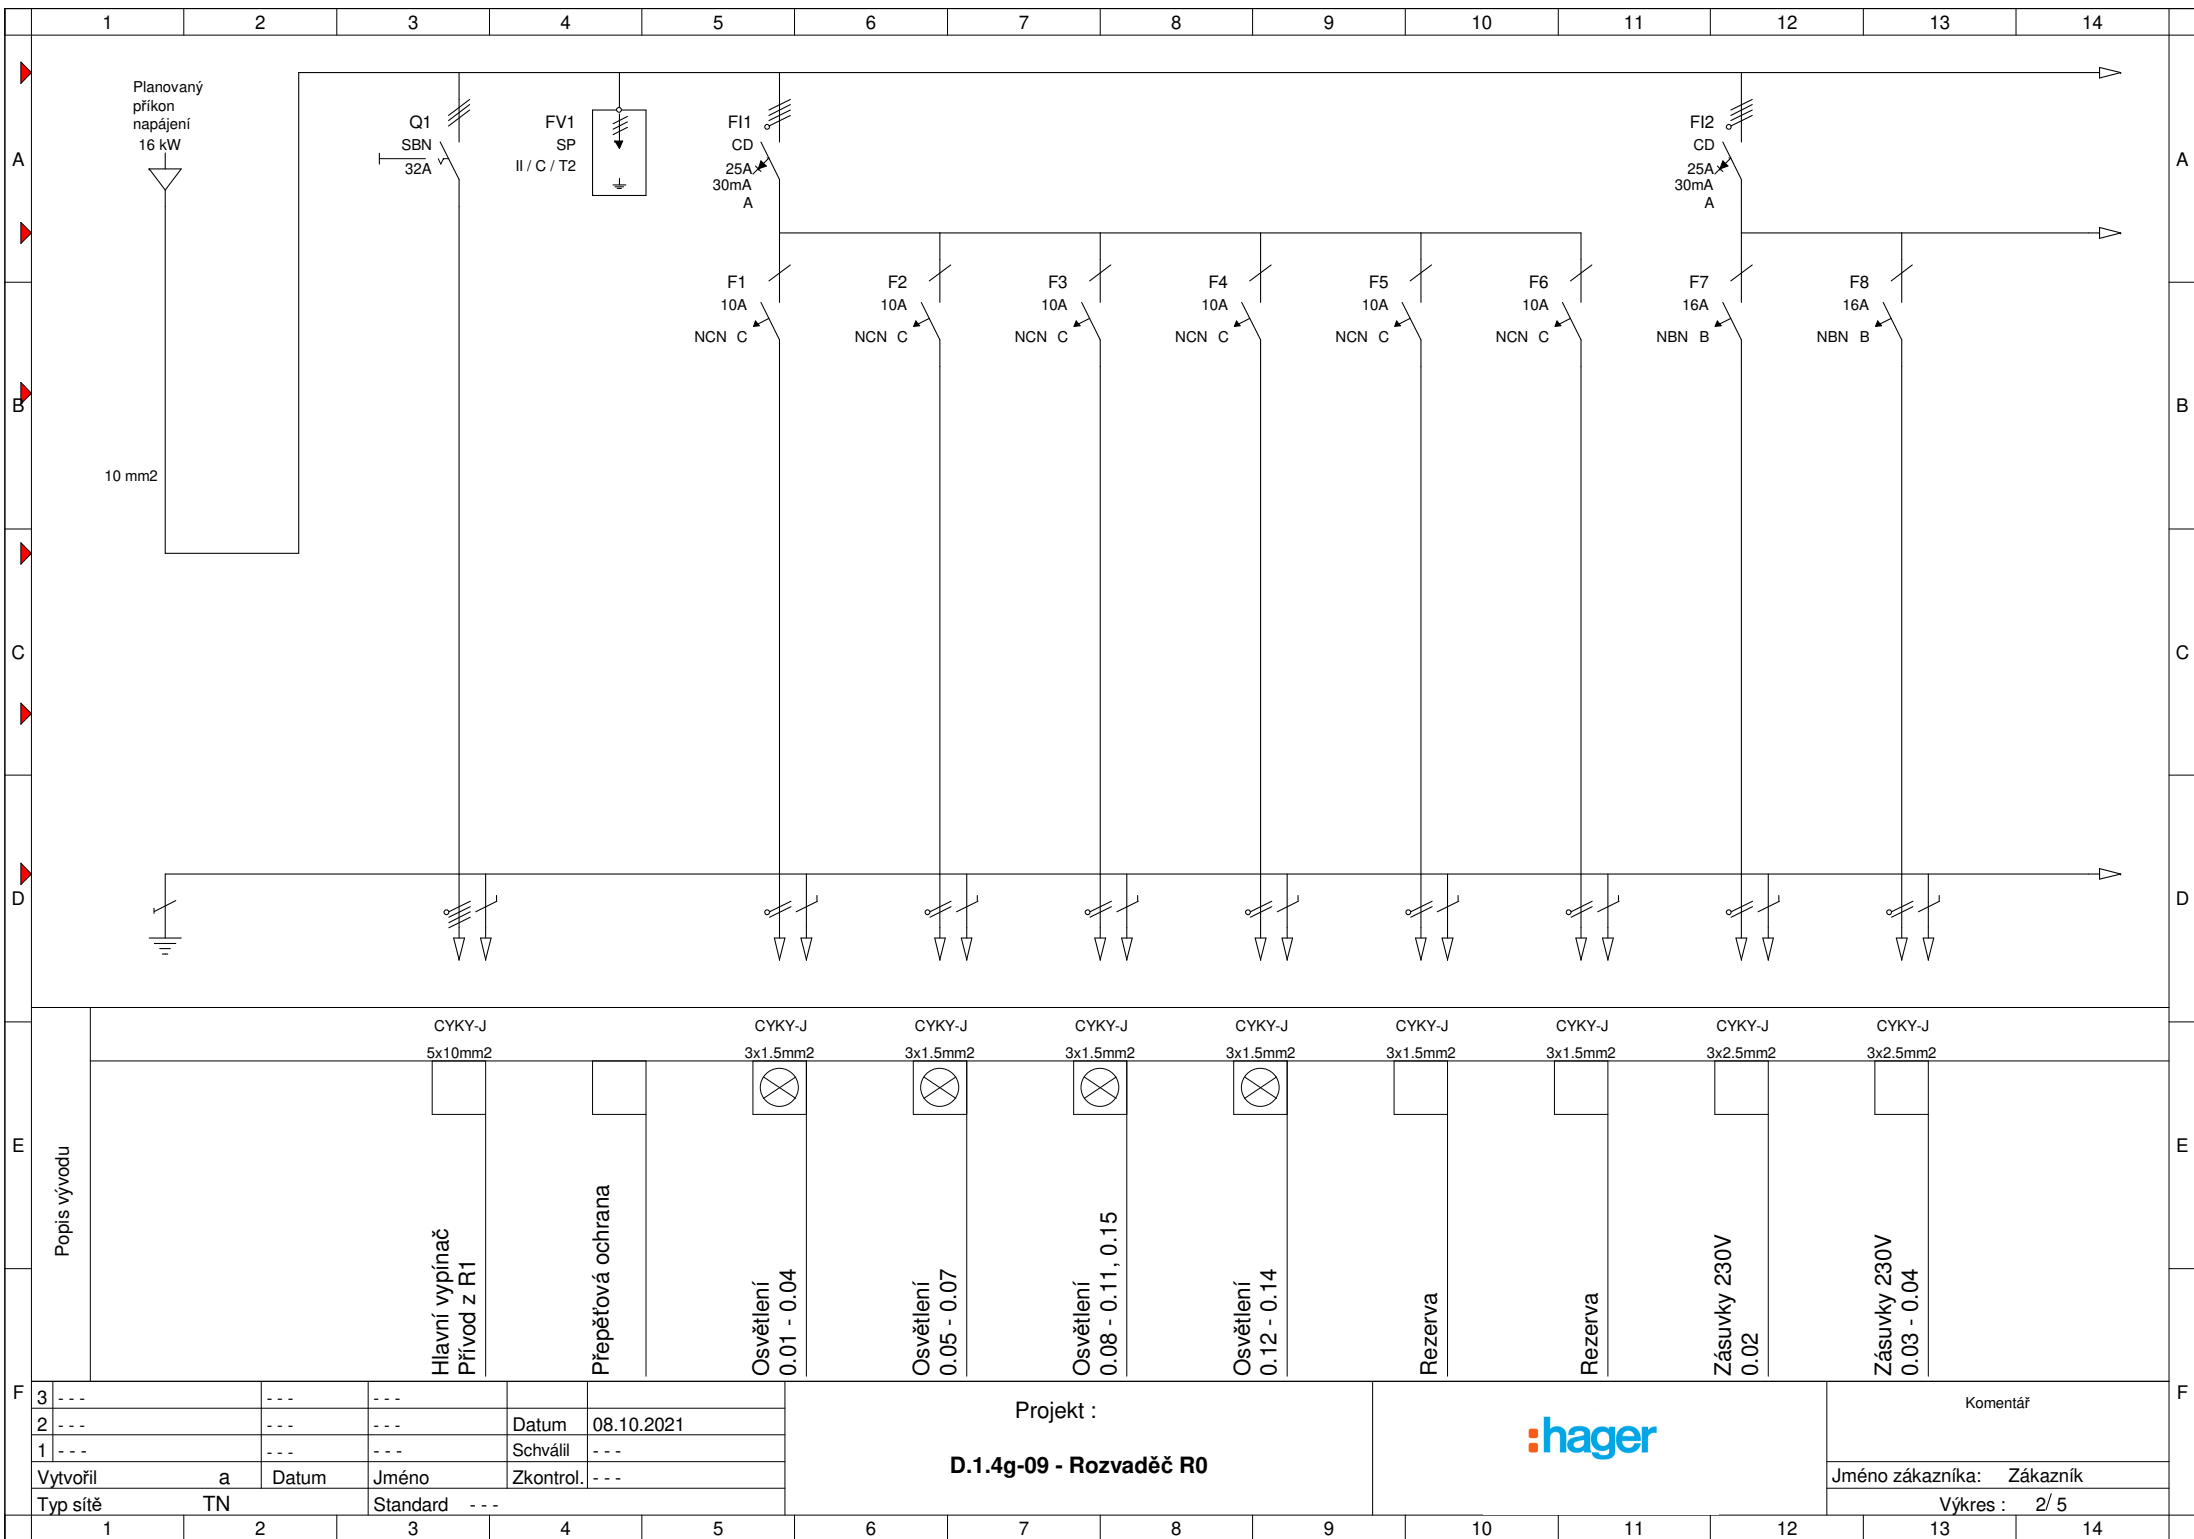 1 2 3 4 5 6 7 8 9 10 11 12 13 14
Planovaný
příkon
napájení
16 kW
10 mm2
Q1
SBN
32A
FV1
SP
II / C / T2
FI1
CD
25A
30mA
A
FI2
CD
25A
30mA
A
A A
F1
10A
NCN C
F2
10A
NCN C
F3
10A
NCN C
F4
10A
NCN C
F5
10A
NCN C
F6
10A
NCN C
F7
16A
NBN B
F8
16A
NBN B
B B
C C
D D
E E
F F
Popis vývodu
CYKY-J
5x10mm2
Hlavní vypínač
Přívod z R1
Přepěťová ochrana
CYKY-J
3x1.5mm2
Osvětlení
0.01 - 0.04
CYKY-J
3x1.5mm2
Osvětlení
0.05 - 0.07
CYKY-J
3x1.5mm2
Osvětlení
0.08 - 0.11, 0.15
CYKY-J
3x1.5mm2
Osvětlení
0.12 - 0.14
CYKY-J
3x1.5mm2
Rezerva
CYKY-J
3x1.5mm2
Rezerva
CYKY-J
3x2.5mm2
Zásuvky 230V
0.02
CYKY-J
3x2.5mm2
Zásuvky 230V
0.03 - 0.04
3 - - - - - - - - -
2 - - - - - - - - - Datum 08.10.2021
1 - - - - - - - - - Schválil - - -
Vytvořil a Datum Jméno Zkontrol. - - -
Typ sítě TN Standard - - -
Projekt :
D.1.4g-09 - Rozvaděč R0
:hager
Komentář
Jméno zákazníka: Zákazník
Výkres : 2/ 5
1 2 3 4 5 6 7 8 9 10 11 12 13 14